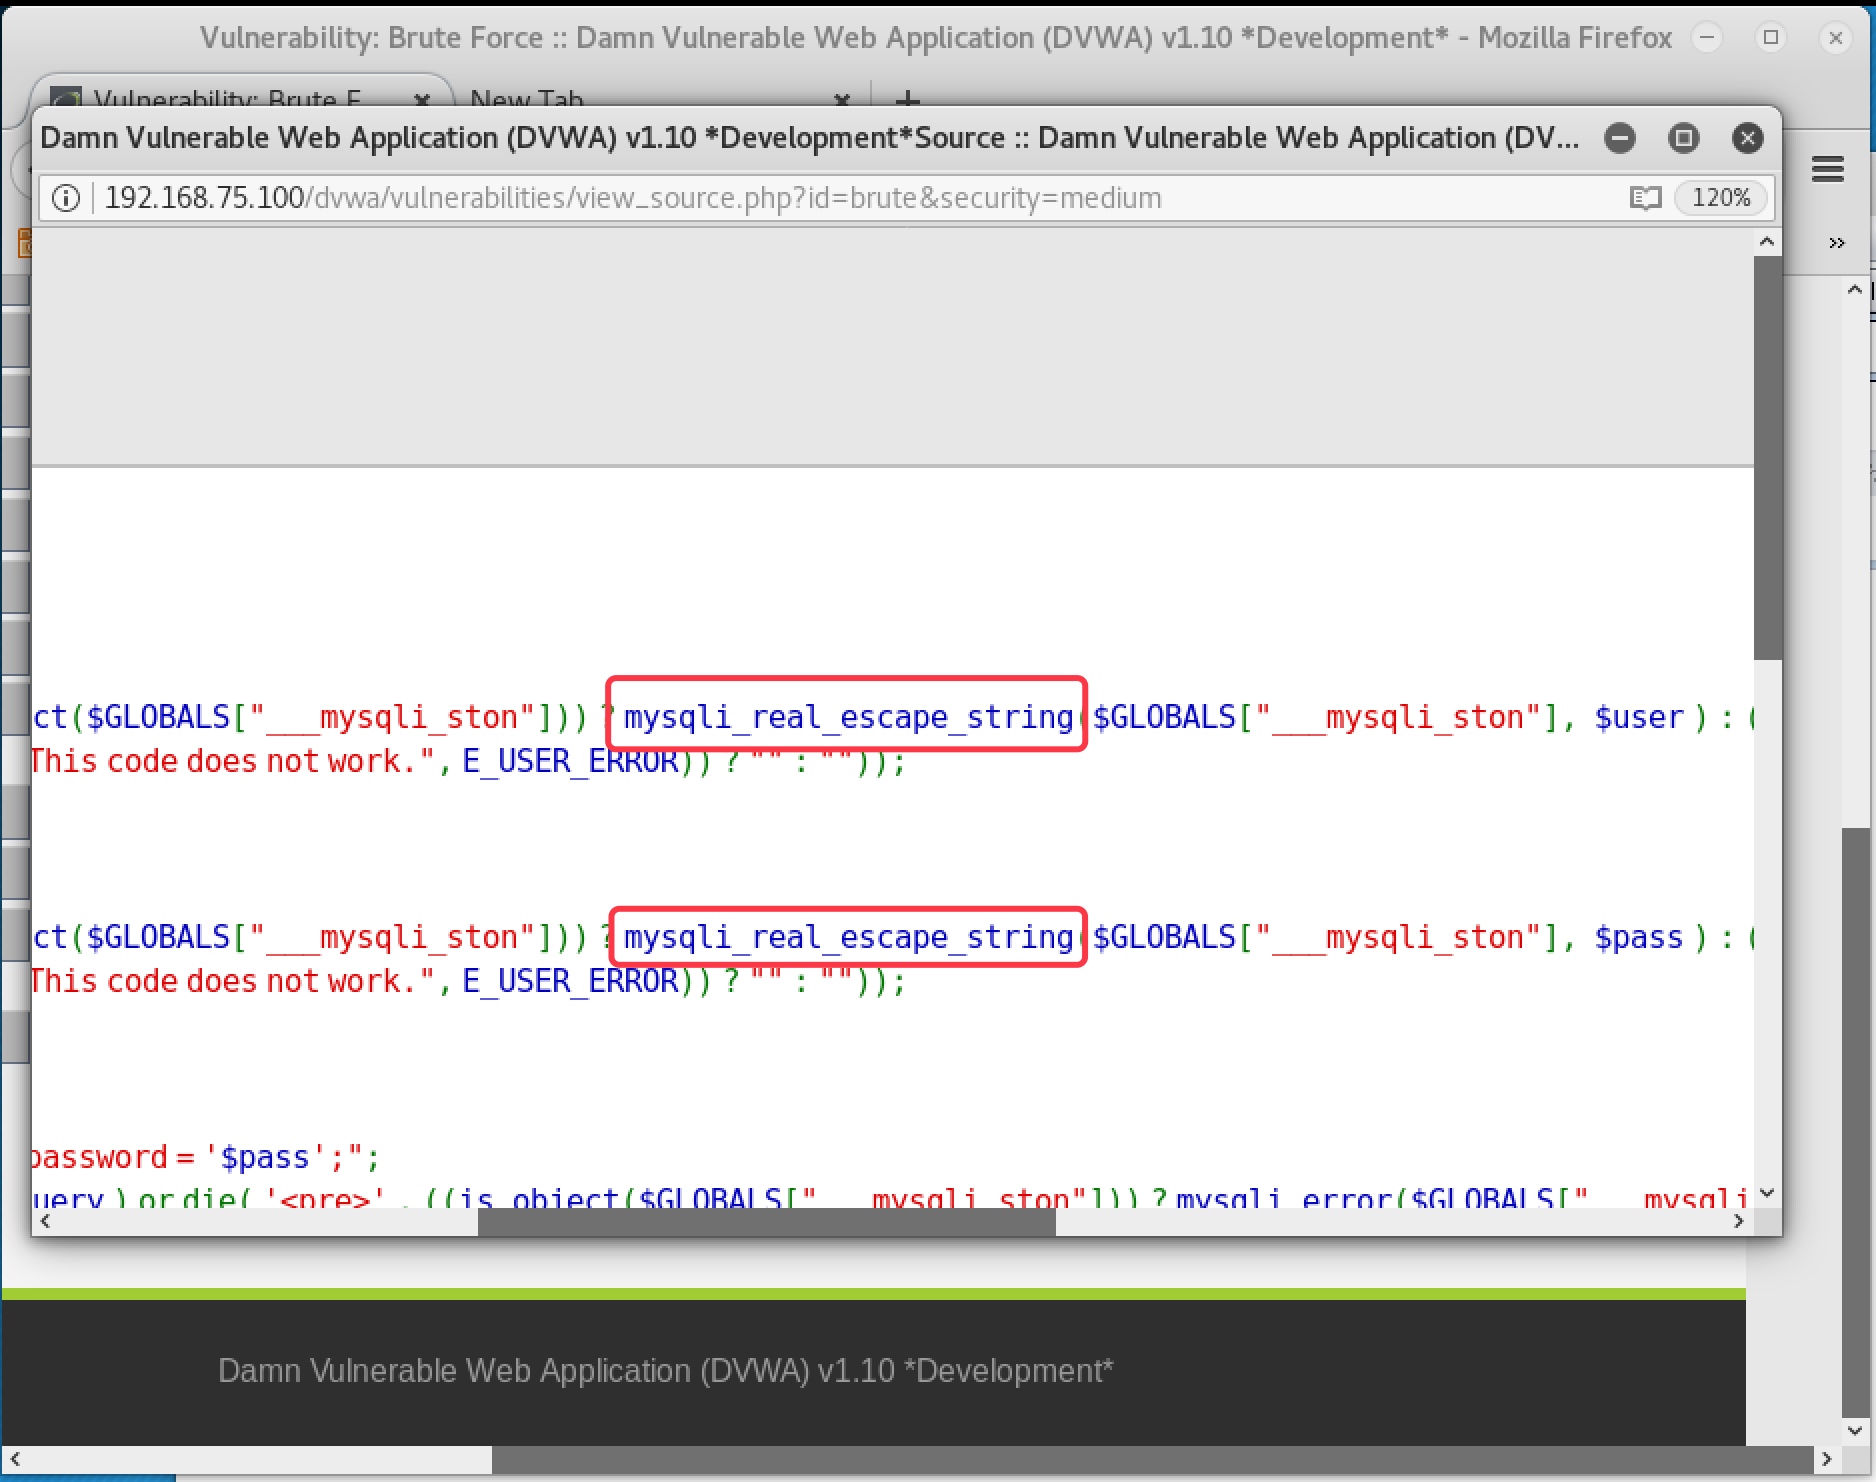 Vulnerability: Brute Force :: Damn Vulnerable Web Application (DVWA) v1.10 *Development* - Mozilla Firefox
Vulnerability: Brute F
New Tab
Damn Vulnerable Web Application (DVWA) v1.10 *Development*Source :: Damn Vulnerable Web Application (DV...
192.168.75.100/dvwa/vulnerabilities/view_source.php?id=brute&security=medium
120%
ct($GLOBALS["___mysqli_ston"])) ? mysqli_real_escape_string($GLOBALS["___mysqli_ston"], $user ) : (
This code does not work.", E_USER_ERROR)) ? "" : ""));
ct($GLOBALS["___mysqli_ston"])) ? mysqli_real_escape_string($GLOBALS["___mysqli_ston"], $pass ) : (
This code does not work.", E_USER_ERROR)) ? "" : ""));
password = '$pass';";
uery ) or die( '<pre>' . ((is_object($GLOBALS["___mysqli_ston"])) ? mysqli_error($GLOBALS["___mysqli
Damn Vulnerable Web Application (DVWA) v1.10 *Development*